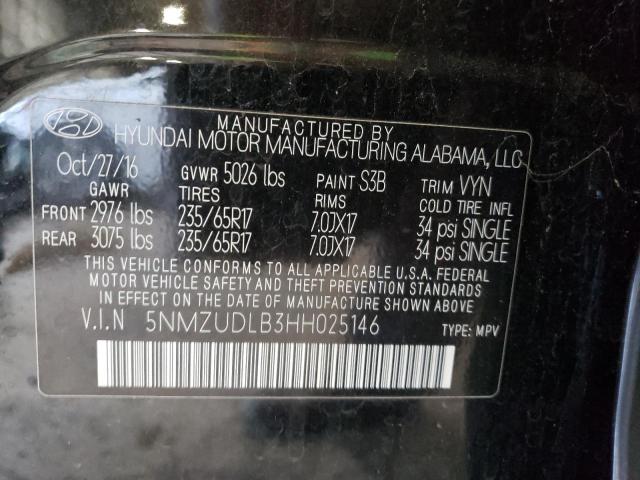 MANUFACTURED BY
HYUNDAI MOTOR MANUFACTURING ALABAMA, LLC
Oct/27/16 GVWR 5026 lbs PAINT S3B TRIM VYN
GAWR TIRES RIMS COLD TIRE INFL
FRONT 2976 lbs 235/65R17 7.0JX17 34 psi SINGLE
REAR 3075 lbs 235/65R17 7.0JX17 34 psi SINGLE
THIS VEHICLE CONFORMS TO ALL APPLICABLE U.S.A. FEDERAL
MOTOR VEHICLE SAFETY AND THEFT PREVENTION STANDARDS
IN EFFECT ON THE DATE OF MANUFACTURE SHOWN ABOVE.
V.I.N 5NMZUDLB3HH025146 TYPE: MPV